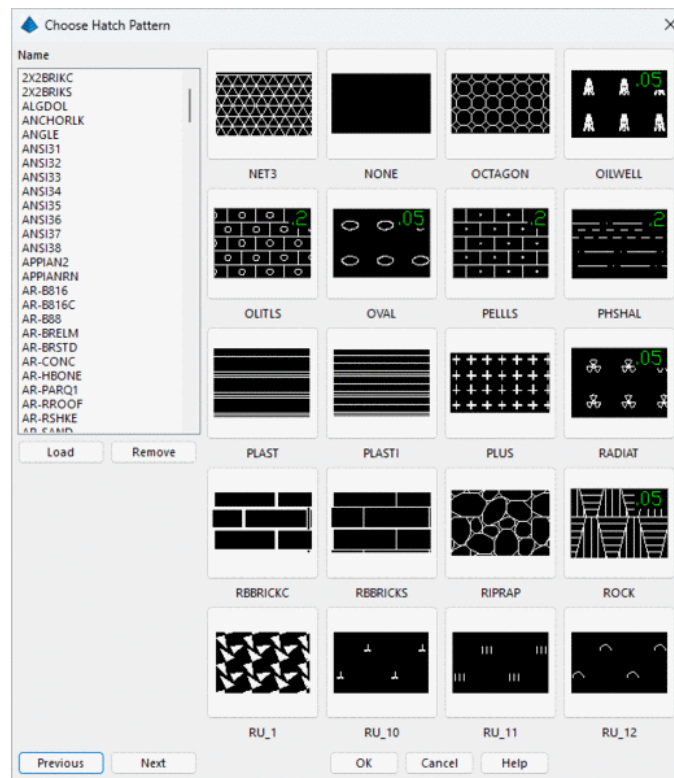 Choose Hatch Pattern
Name
2X2BRIKC
2X2BRIKS
ALGDOL
ANCHORLK
ANGLE
ANSI31
ANSI32
ANSI33
ANSI34
ANSI35
ANSI36
ANSI37
ANSI38
APPIAN2
APPIANRN
AR-B816
AR-B816C
AR-B88
AR-BRELM
AR-BRSTD
AR-CONC
AR-HBONE
AR-PARQ1
AR-RROOF
AR-RSHKE
AR-SAND
Load Remove
.05
NET3 NONE OCTAGON OILWELL
.2 .05 .2 .2
OLITLS OVAL PELLLS PHSHAL
.05
PLAST PLASTI PLUS RADIAT
.05
RBBRICKC RBBRICKS RIPRAP ROCK
RU_1 RU_10 RU_11 RU_12
Previous Next OK Cancel Help